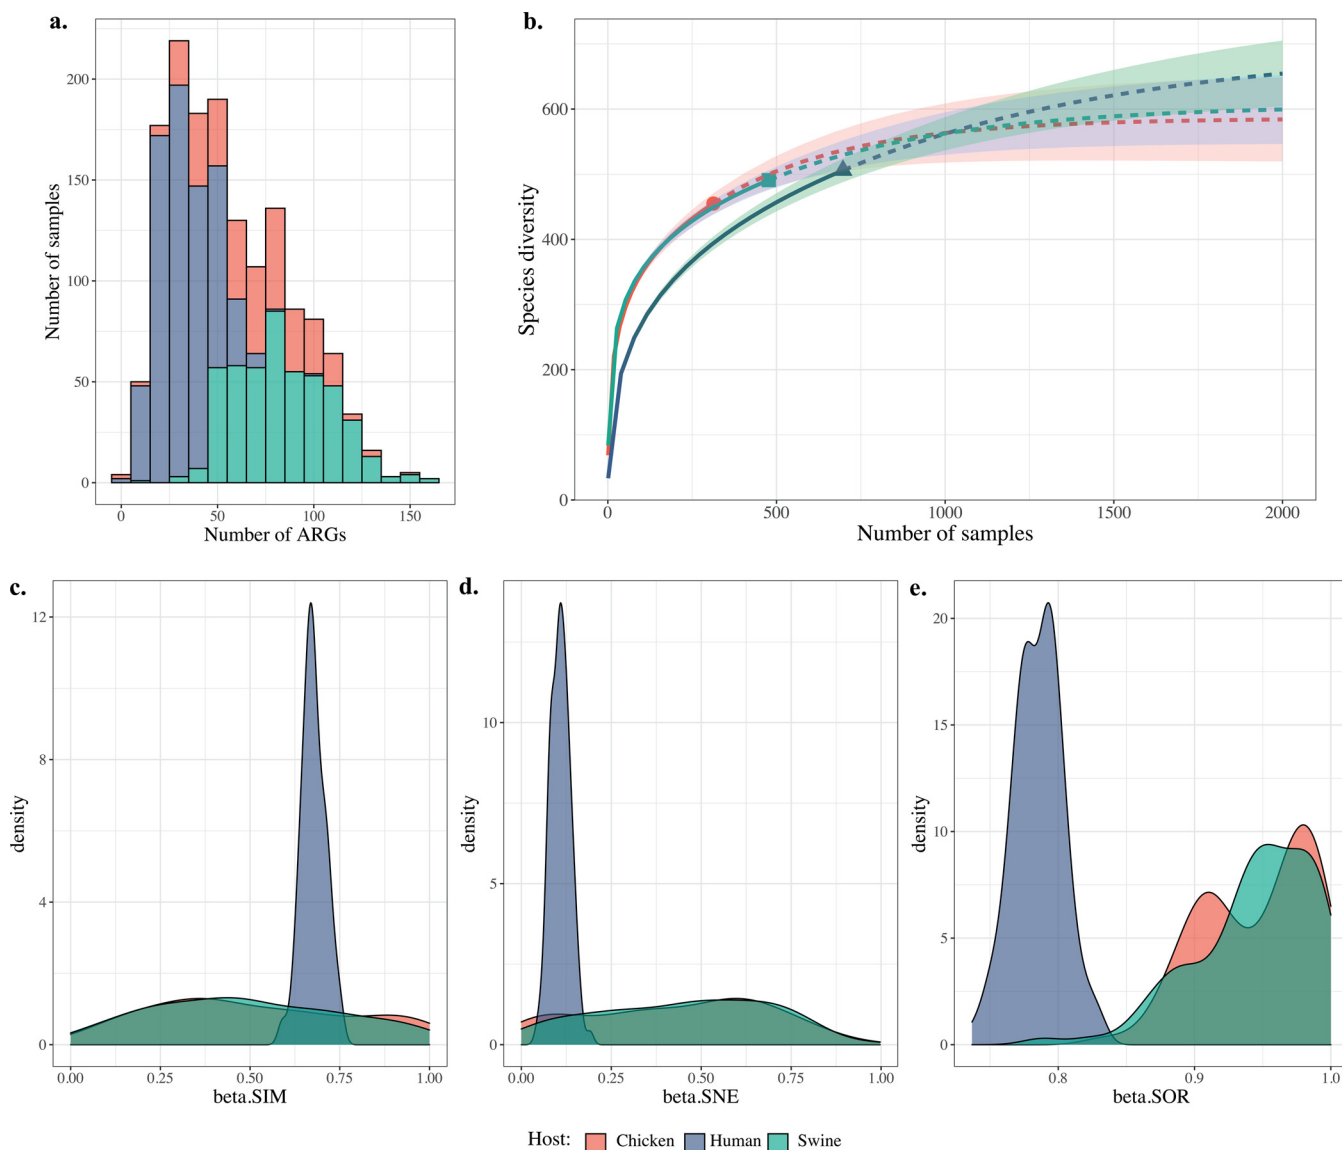 a.
Number of samples
200
150
100
50
0
0
50
100
150
Number of ARGs
b.
Species diversity
600
400
200
0
0
500
1000
1500
2000
Number of samples
c.
density
12
8
4
0
0.00
0.25
0.50
0.75
1.00
beta.SIM
d.
density
10
5
0
0.00
0.25
0.50
0.75
1.00
beta.SNE
e.
density
20
15
10
5
0
0.8
0.9
1.0
beta.SOR
Host: Chicken Human Swine